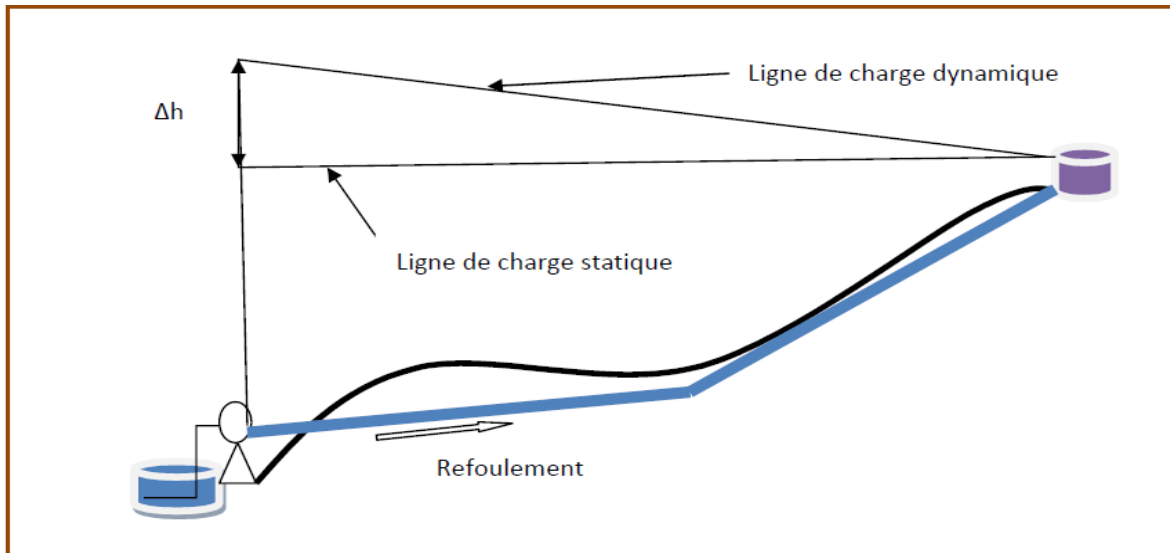 Ligne de charge dynamique
Δh
Ligne de charge statique
Refoulement